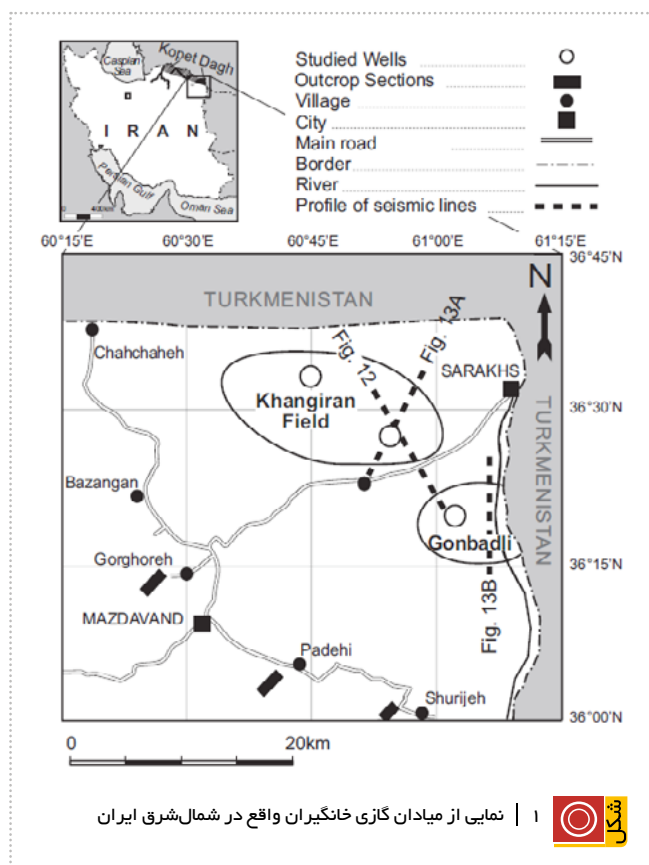 Kopet Dagh
Caspian
Sea
I R A N
Persian Gulf
Oman Sea
0
Studied Wells
Outcrop Sections
Village
City
Main road
Border
River
Profile of seismic lines
60°15'E 60°30'E 60°45'E 61°00'E 61°15'E
36°45'N
N
TURKMENISTAN
Chahchaheh
Fig. 12
Fig. 13A
SARAKHS
Khangiran
Field
36°30'N
TURKMENISTAN
Bazangan
Gonbadli
Gorghoreh
36°15'N
MAZDAVAND
Fig. 13B
Padehi
Shurijeh
36°00'N
0 20km
شکل
۱ | نمایی از میادان گازی خانگیران واقع در شمال‌شرق ایران